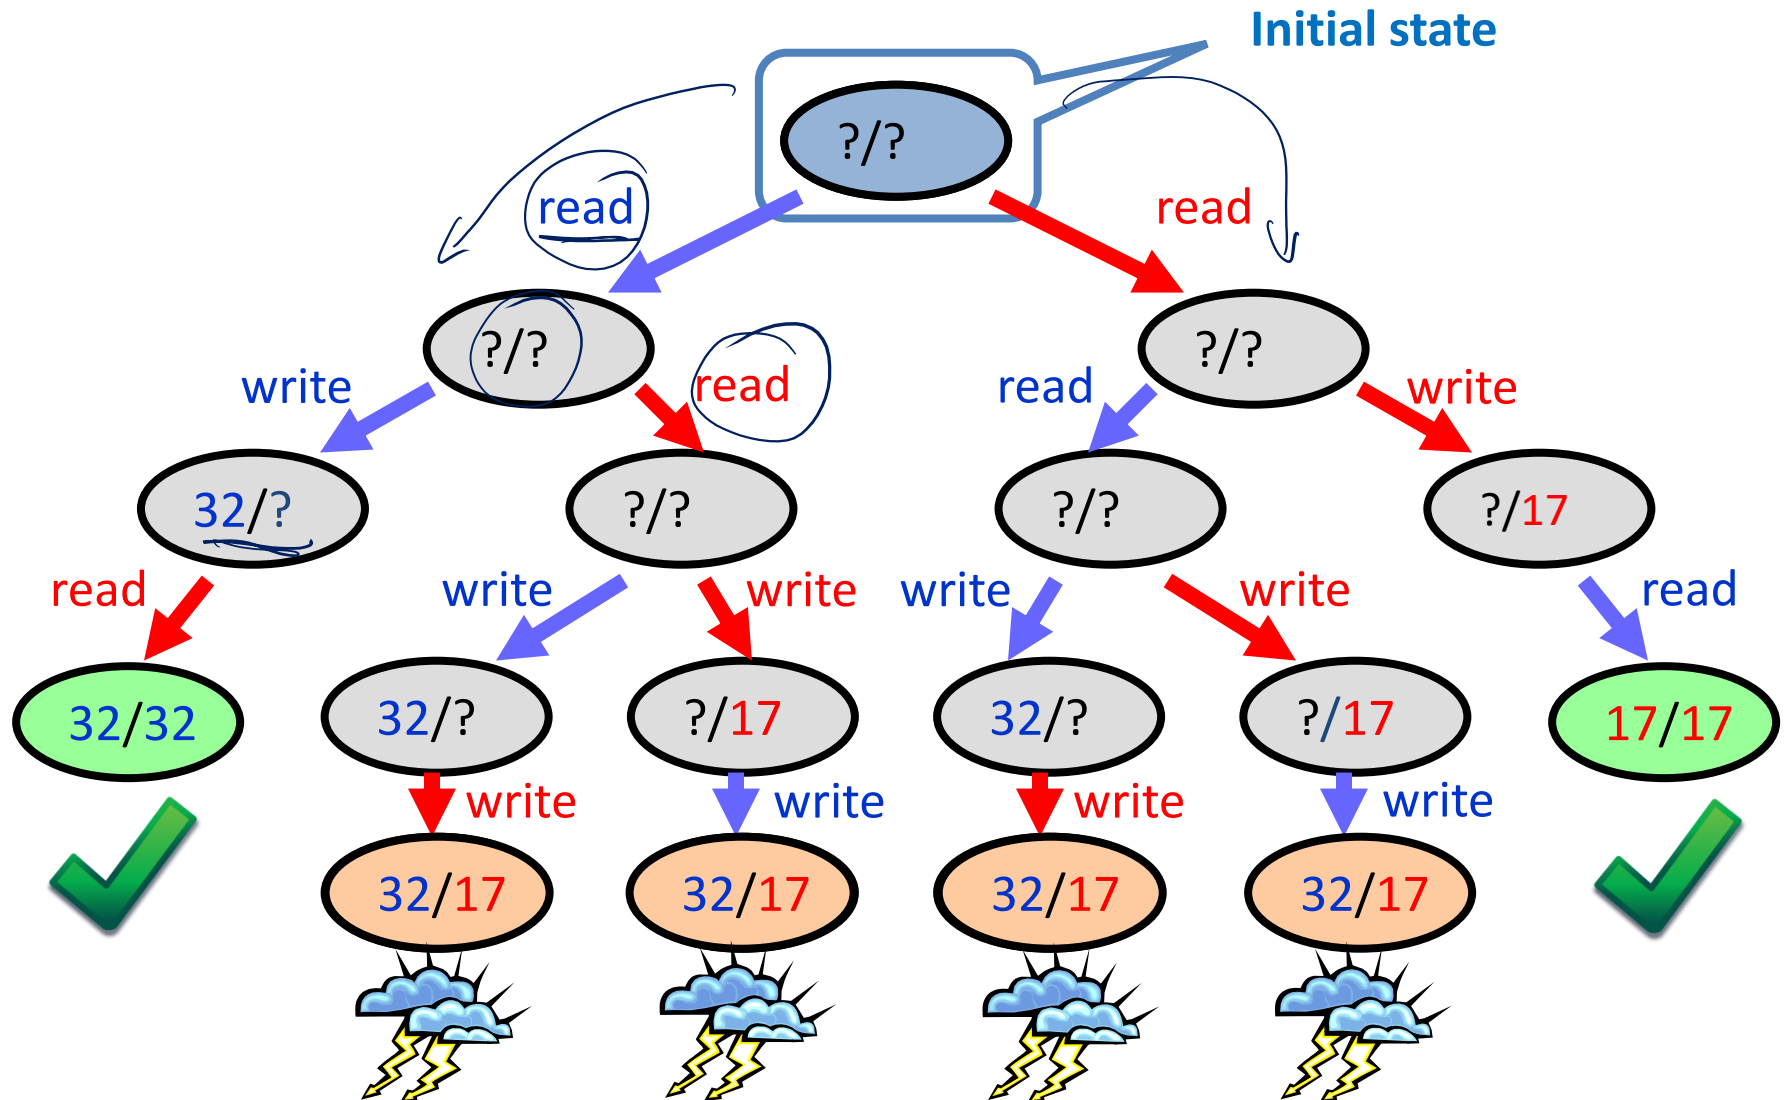 Initial state
?/?
read
read
?/?
?/?
write
read
read
write
32/?
?/?
?/?
?/17
read
write
write
write
write
read
32/32
32/?
?/17
32/?
?/17
17/17
write
write
write
write
32/17
32/17
32/17
32/17